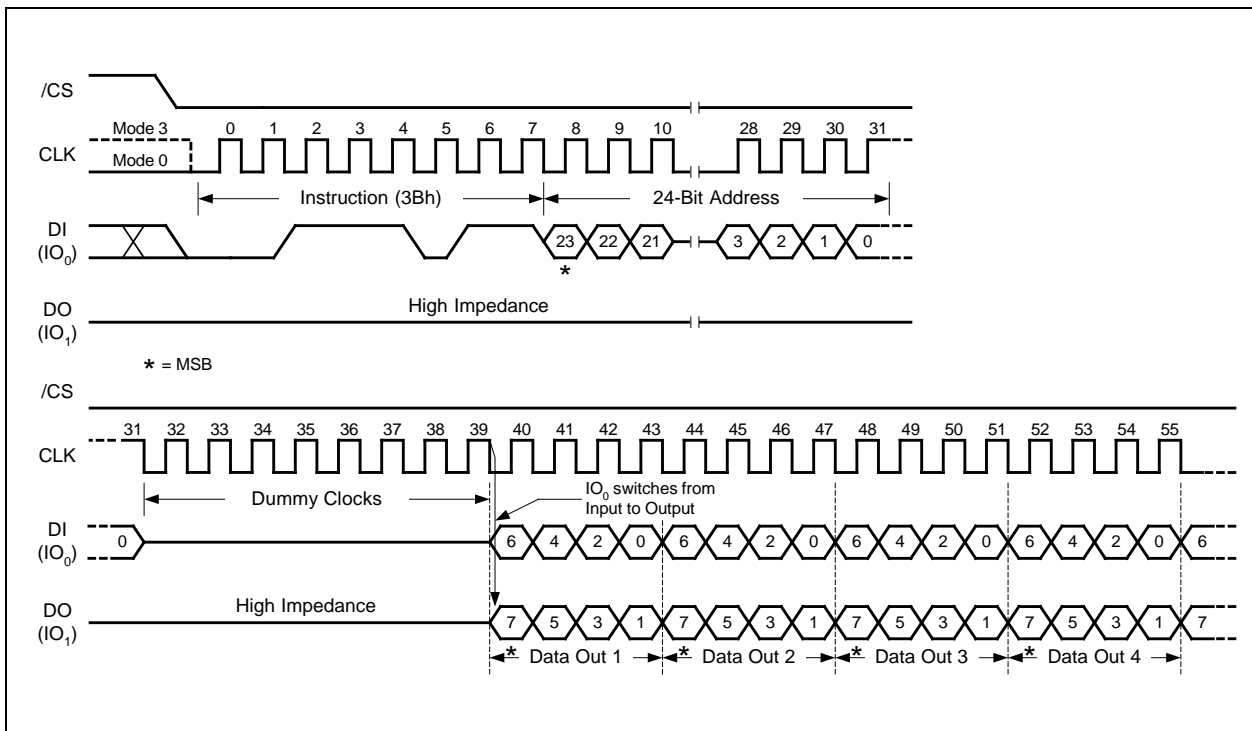 /CS
Mode 3 0 1 2 3 4 5 6 7 8 9 10 28 29 30 31
CLK
Mode 0
Instruction (3Bh) 24-Bit Address
DI
(IO0) 23 22 21 3 2 1 0
*
DO
(IO1) High Impedance
* = MSB
/CS
31 32 33 34 35 36 37 38 39 40 41 42 43 44 45 46 47 48 49 50 51 52 53 54 55
CLK
Dummy Clocks
IO0 switches from
Input to Output
DI
(IO0) 0 6 4 2 0 6 4 2 0 6 4 2 0 6 4 2 0 6
DO
(IO1) High Impedance 7 5 3 1 7 5 3 1 7 5 3 1 7 5 3 1 7
* Data Out 1 * Data Out 2 * Data Out 3 * Data Out 4